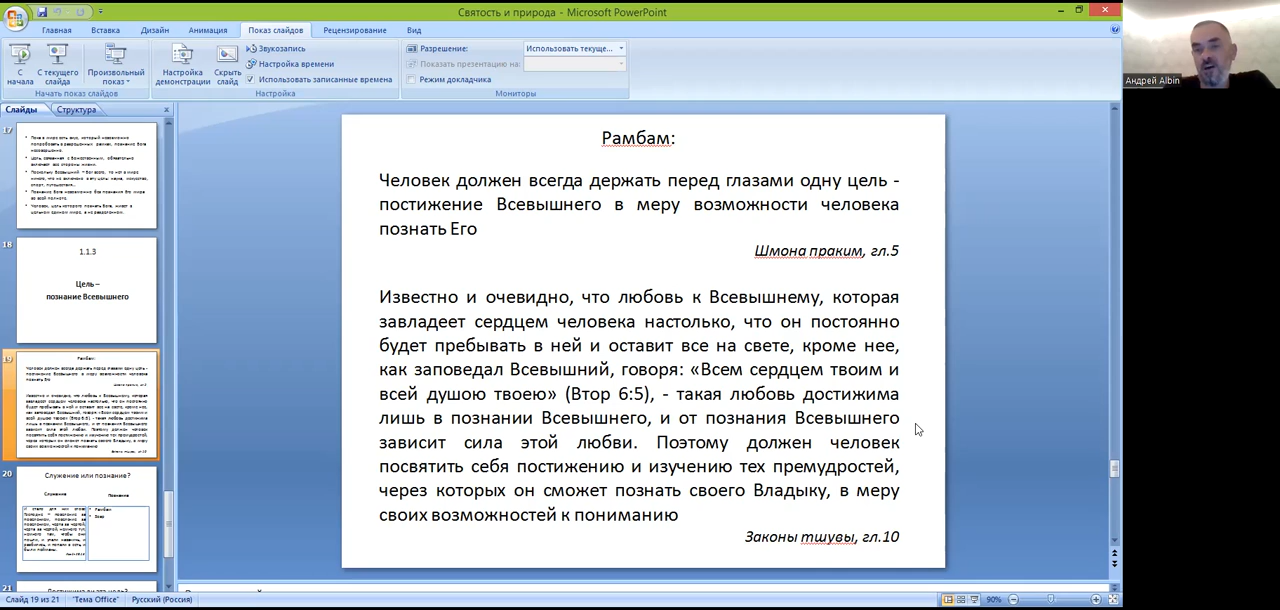 Святость и природа - Microsoft PowerPoint
Главная Вставка Дизайн Анимация Показ слайдов Рецензирование Вид
С начала
С текущего слайда
Произвольный показ
Начать показ слайдов
Настройка демонстрации
Скрыть слайд
Звукозапись
Настройка времени
Использовать записанные времена
Настройка
Разрешение: Использовать текуще...
Показать презентацию на:
Режим докладчика
Мониторы
Андрей Albin
Слайды Структура
17
18
1.1.3
Цель –
познание Всевышнего
19
20
Служение или познание?
Служение Познание
21
Рамбам:
Человек должен всегда держать перед глазами одну цель -
постижение Всевышнего в меру возможности человека
познать Его
Шмона праким, гл.5
Известно и очевидно, что любовь к Всевышнему, которая
завладеет сердцем человека настолько, что он постоянно
будет пребывать в ней и оставит все на свете, кроме нее,
как заповедал Всевышний, говоря: «Всем сердцем твоим и
всей душою твоею» (Втор 6:5), - такая любовь достижима
лишь в познании Всевышнего, и от познания Всевышнего
зависит сила этой любви. Поэтому должен человек
посвятить себя постижению и изучению тех премудростей,
через которых он сможет познать своего Владыку, в меру
своих возможностей к пониманию
Законы тшувы, гл.10
Слайд 19 из 21 "Тема Office" Русский (Россия) 90%